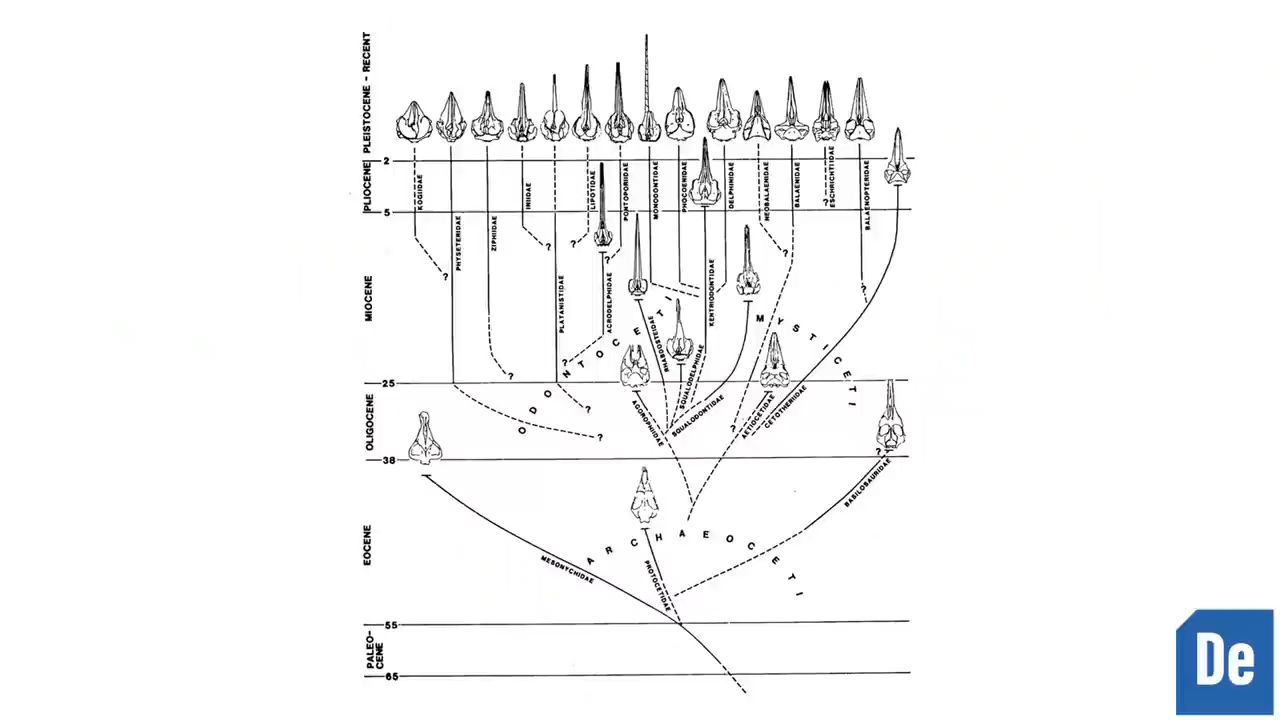 PLEISTOCENE - RECENT
2
PLIOCENE
KOGIIDAE
INIIDAE
LIPOTIDAE
PONTOPORIIDAE
MONODONTIDAE
PHOCOENIDAE
DELPHINIDAE
NEOBALAENIDAE
BALAENIDAE
?
ESCHRICHTIIDAE
BALAENOPTERIDAE
5
PHYSETERIDAE
ZIPHIIDAE
?
?
?
?
?
MIOCENE
PLATANISTIDAE
ACRODELPHIDAE
KENTRIODONTIDAE
?
RHABDOSTEIDAE
SQUALODELPHIDAE
ODONTOCETI
MYSTICETI
?
?
25
OLIGOCENE
?
?
AGOROPHIIDAE
SQUALODONTIDAE
?
AETIOCETIDAE
CETOTHERIIDAE
38
?
BASILOSAURIDAE
EOCENE
ARCHAEOCETI
MESONYCHIDAE
PROTOCETIDAE
55
PALEO-
CENE
65
De